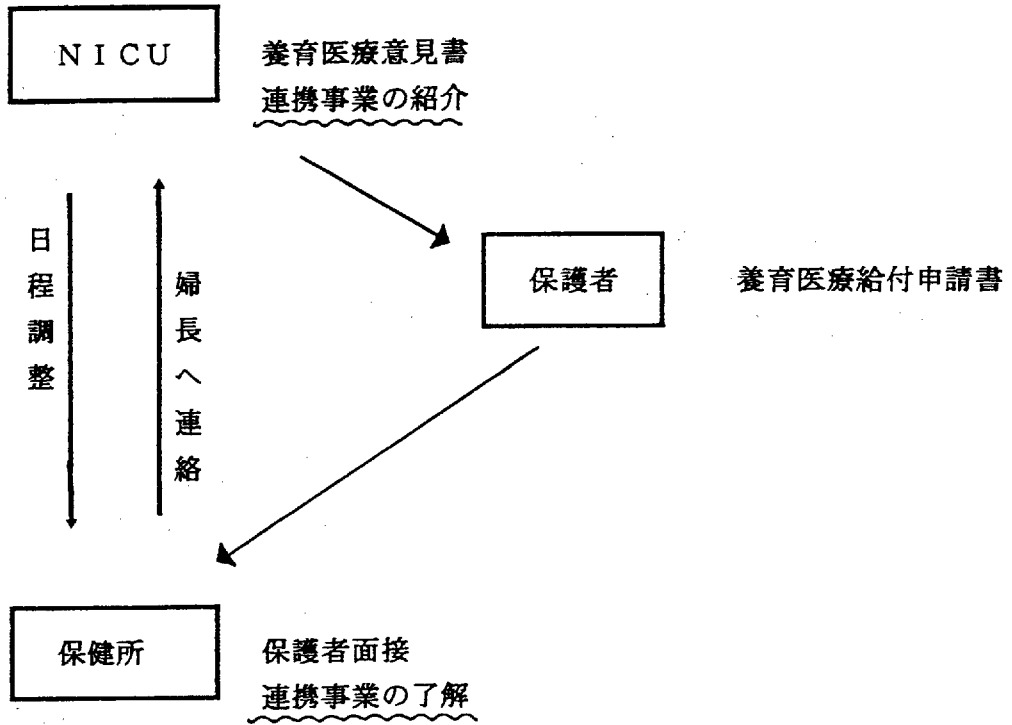 NICU
養育医療意見書
連携事業の紹介
日程調整
婦長へ連絡
保護者
養育医療給付申請書
保健所
保護者面接
連携事業の了解